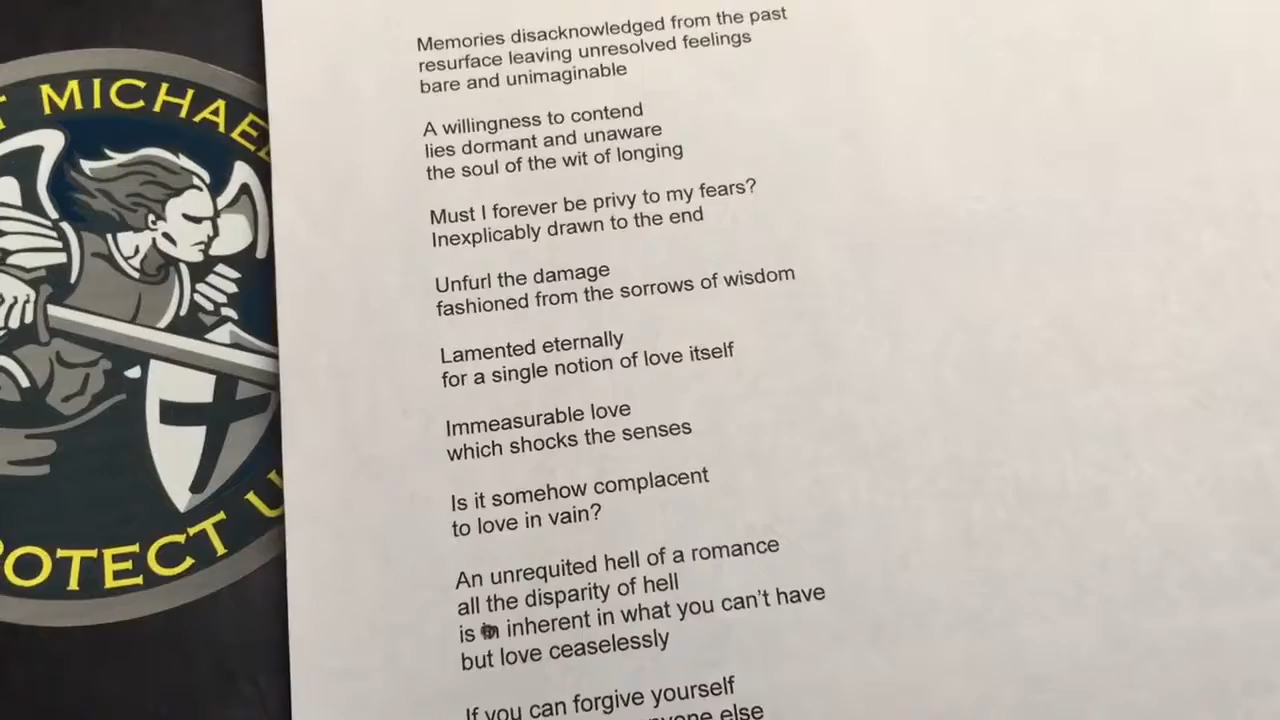 T MICHAEL
PROTECT U
Memories disacknowledged from the past
resurface leaving unresolved feelings
bare and unimaginable
A willingness to contend
lies dormant and unaware
the soul of the wit of longing
Must I forever be privy to my fears?
Inexplicably drawn to the end
Unfurl the damage
fashioned from the sorrows of wisdom
Lamented eternally
for a single notion of love itself
Immeasurable love
which shocks the senses
Is it somehow complacent
to love in vain?
An unrequited hell of a romance
all the disparity of hell
is inherent in what you can't have
but love ceaselessly
If you can forgive yourself
else